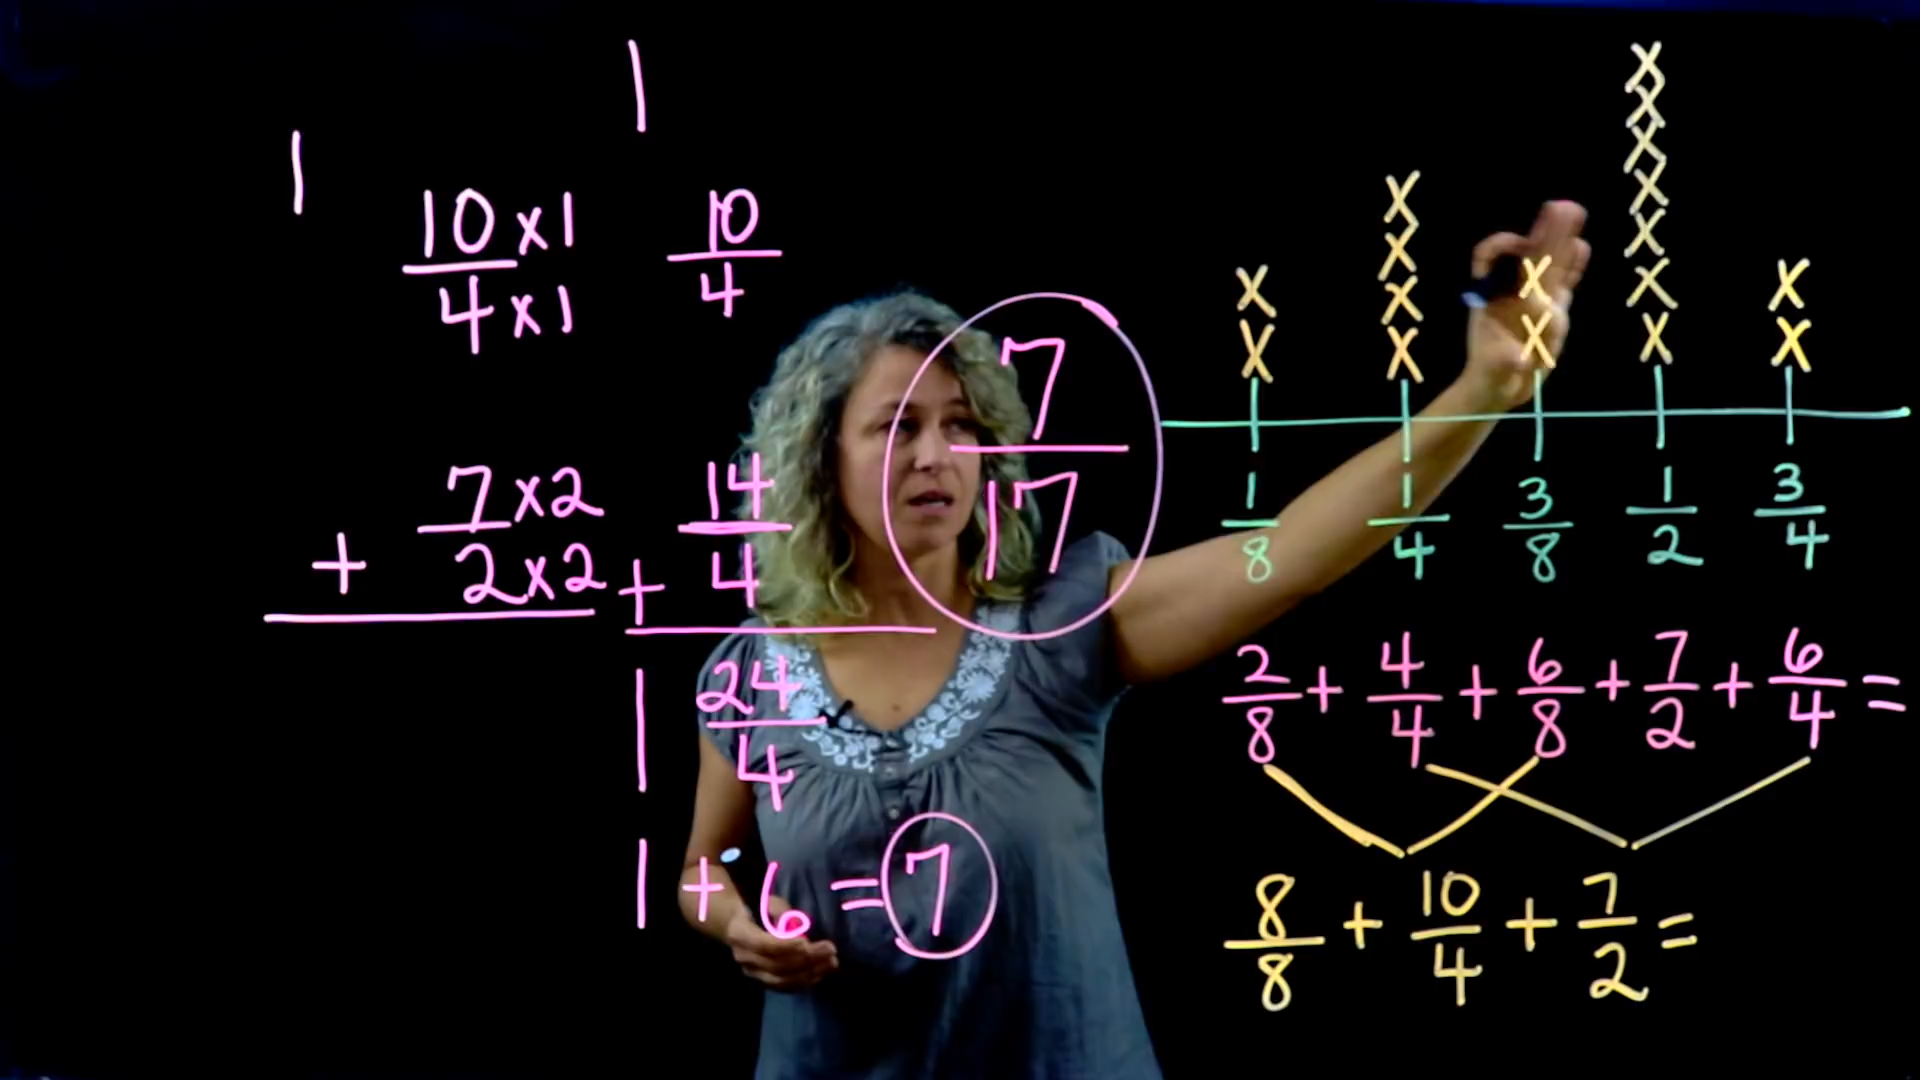 1
1
10 x 1
4 x 1
10
4
7 x 2
+ 2 x 2
14
+ 4
1 24
4
1 + 6 = 7
7
17
X X
X X X X
X X
X X X X X X X
X X
1/8 1/4 3/8 1/2 3/4
2/8 + 4/4 + 6/8 + 7/2 + 6/4 =
8/8 + 10/4 + 7/2 =